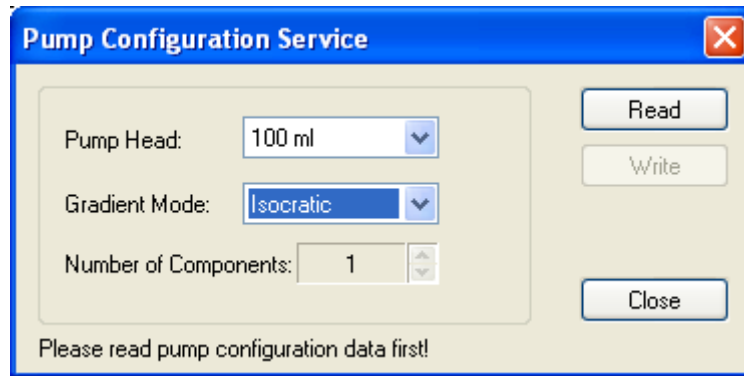 Pump Configuration Service
Pump Head: 100 ml
Gradient Mode: Isocratic
Number of Components: 1
Read
Write
Close
Please read pump configuration data first!